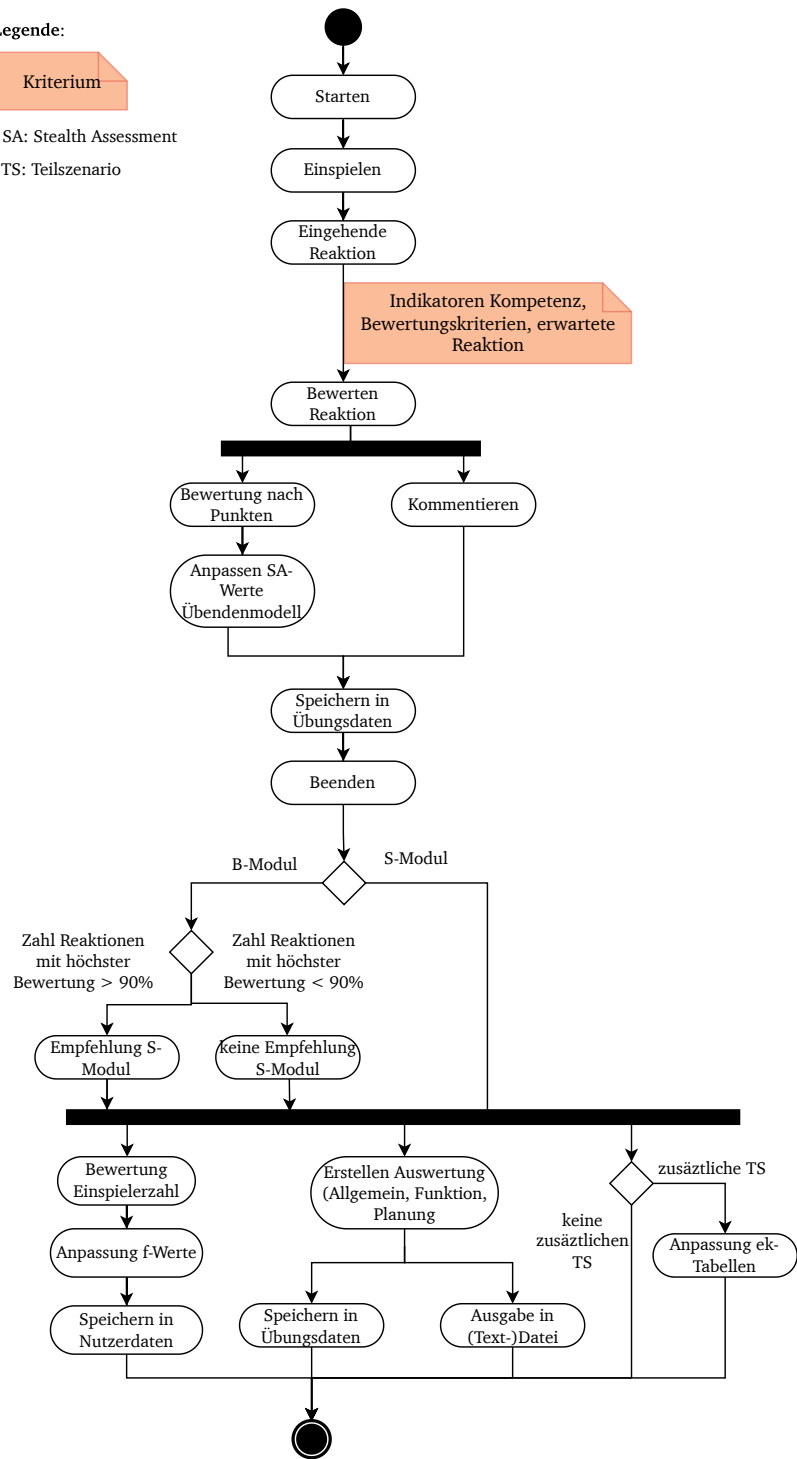 Legende:
Kriterium
SA: Stealth Assessment
TS: Teilszenario
Starten
Einspielen
Eingehende
Reaktion
Indikatoren Kompetenz,
Bewertungskriterien, erwartete
Reaktion
Bewerten
Reaktion
Bewertung nach
Punkten
Kommentieren
Anpassen SA-
Werte
Übendenmodell
Speichern in
Übungsdaten
Beenden
B-Modul
S-Modul
Zahl Reaktionen
mit höchster
Bewertung > 90%
Zahl Reaktionen
mit höchster
Bewertung < 90%
Empfehlung S-
Modul
keine Empfehlung
S-Modul
Bewertung
Einspielerzahl
Erstellen Auswertung
(Allgemein, Funktion,
Planung
zusäztliche TS
keine
zusäztlichen
TS
Anpassung f-Werte
Anpassung ek-
Tabellen
Speichern in
Nutzerdaten
Speichern in
Übungsdaten
Ausgabe in
(Text-)Datei